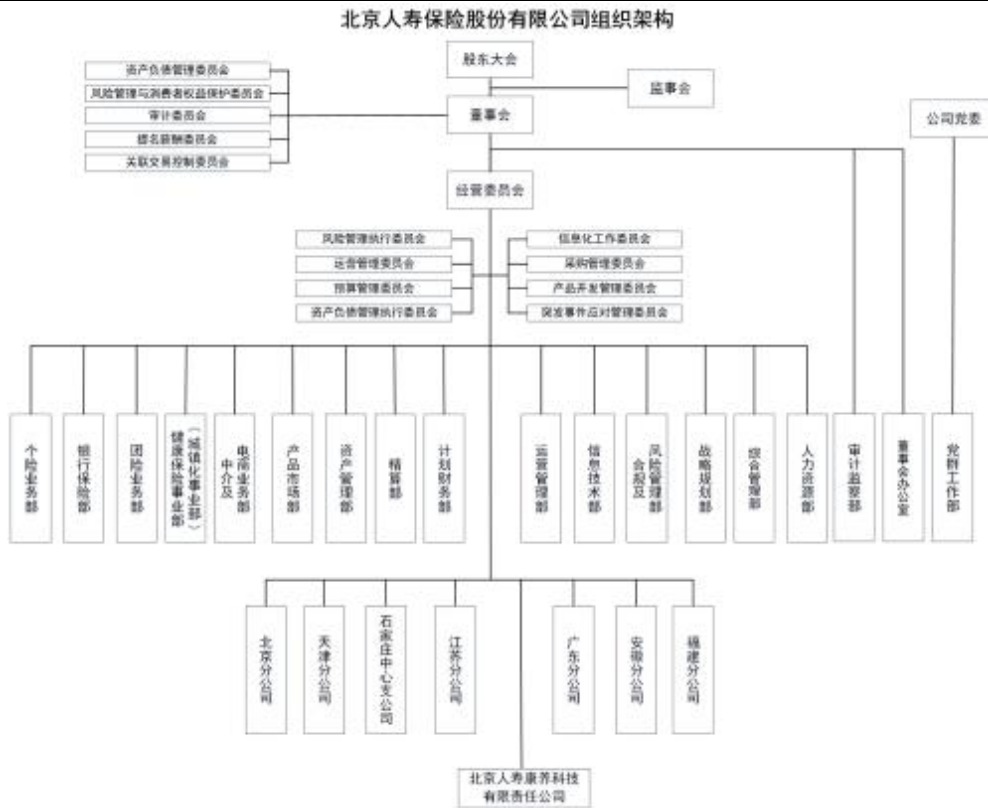 北京人寿保险股份有限公司组织架构
股东大会
监事会
董事会
公司党委
资产负债管理委员会
风险管理与消费者权益保护委员会
审计委员会
提名薪酬委员会
关联交易控制委员会
经营委员会
风险管理执行委员会
运营管理委员会
预算管理委员会
资产负债管理执行委员会
信息化工作委员会
采购管理委员会
产品开发管理委员会
突发事件应对管理委员会
个险业务部
银行保险部
团险业务部
健康保险事业部
（城镇化事业部）
中介及
电商业务部
产品市场部
资产管理部
精算部
计划财务部
运营管理部
信息技术部
合规及
风险管理部
战略规划部
综合管理部
人力资源部
审计监察部
董事会办公室
党群工作部
北京分公司
天津分公司
石家庄中心支公司
江苏分公司
广东分公司
安徽分公司
福建分公司
北京人寿康养科技
有限责任公司